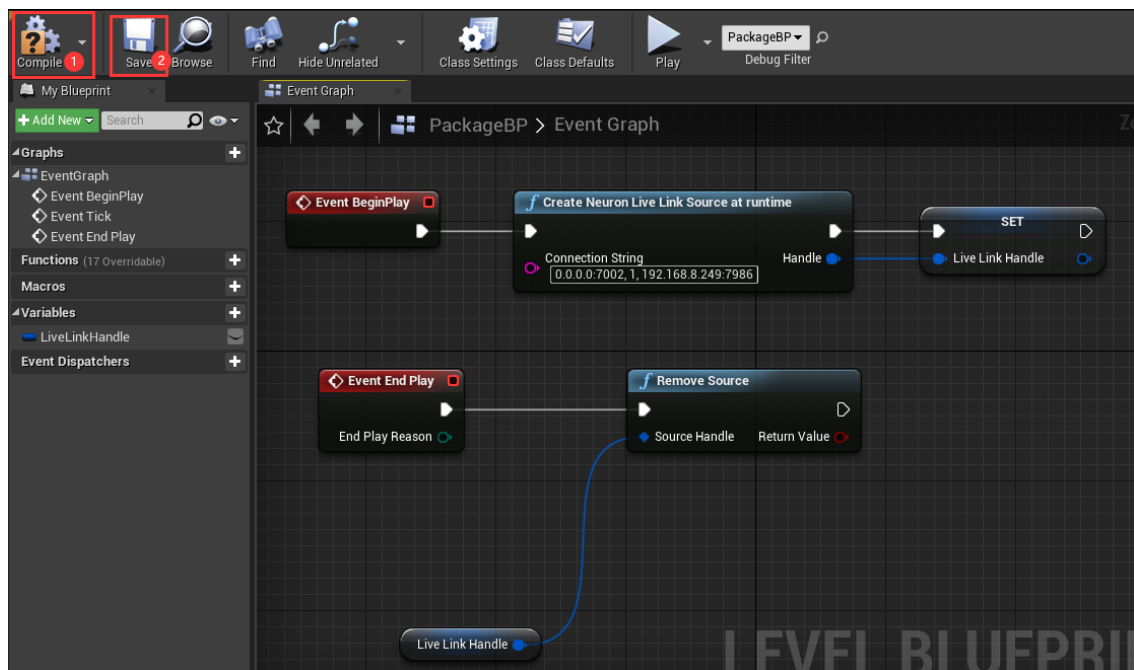 Compile 1 Save 2 Browse Find Hide Unrelated Class Settings Class Defaults Play PackageBP Debug Filter
My Blueprint Event Graph
Add New Search
PackageBP > Event Graph
Graphs
EventGraph
Event BeginPlay
Event Tick
Event End Play
Functions (17 Overridable)
Macros
Variables
LiveLinkHandle
Event Dispatchers
Event BeginPlay
Create Neuron Live Link Source at runtime
Connection String
0.0.0.0:7002, 1, 192.168.8.249:7986
Handle
SET
Live Link Handle
Event End Play
End Play Reason
Remove Source
Source Handle Return Value
Live Link Handle